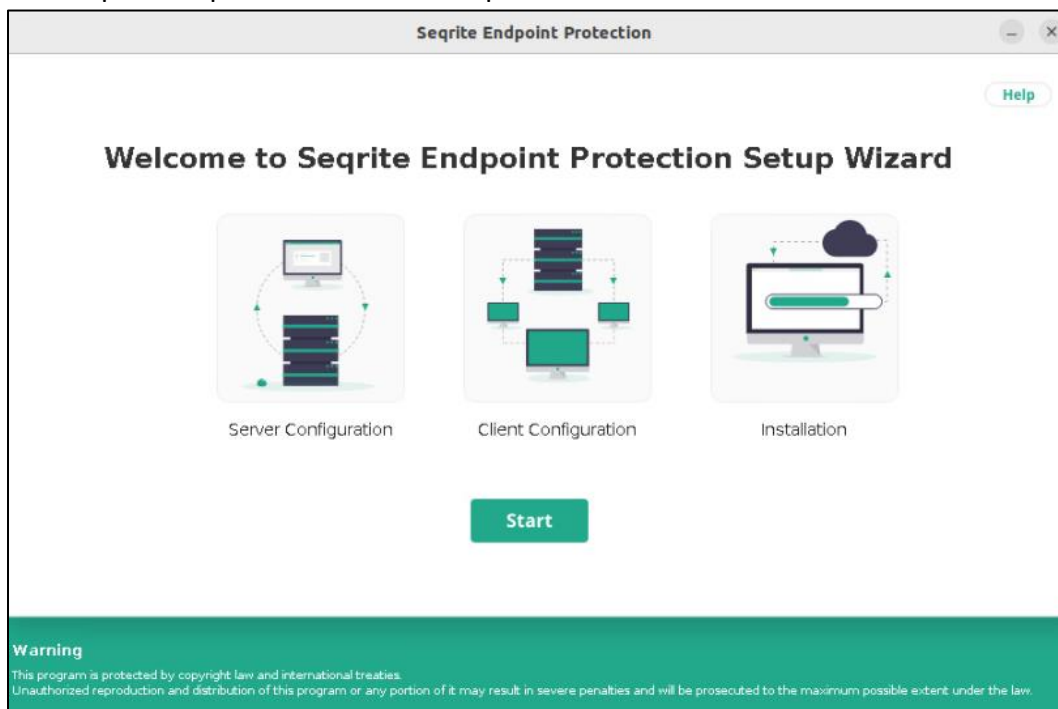 Seqrite Endpoint Protection
Help
Welcome to Seqrite Endpoint Protection Setup Wizard
Server Configuration
Client Configuration
Installation
Start
Warning
This program is protected by copyright law and international treaties.
Unauthorized reproduction and distribution of this program or any portion of it may result in severe penalties and will be prosecuted to the maximum possible extent under the law.